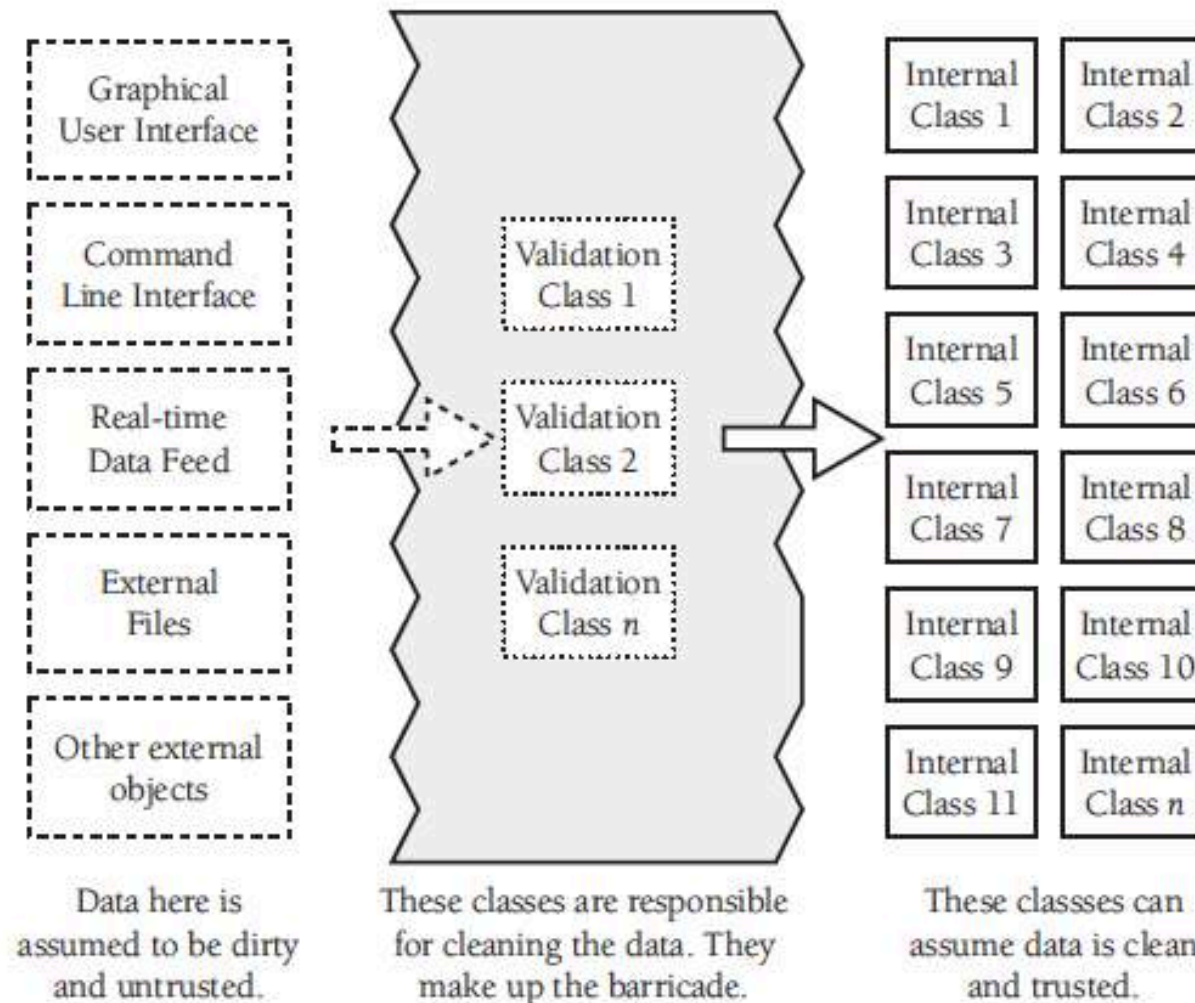 Graphical
User Interface
Command
Line Interface
Real-time
Data Feed
External
Files
Other external
objects
Data here is
assumed to be dirty
and untrusted.
Validation
Class 1
Validation
Class 2
Validation
Class n
These classes are responsible
for cleaning the data. They
make up the barricade.
Internal
Class 1
Internal
Class 2
Internal
Class 3
Internal
Class 4
Internal
Class 5
Internal
Class 6
Internal
Class 7
Internal
Class 8
Internal
Class 9
Internal
Class 10
Internal
Class 11
Internal
Class n
These classses can
assume data is clean
and trusted.